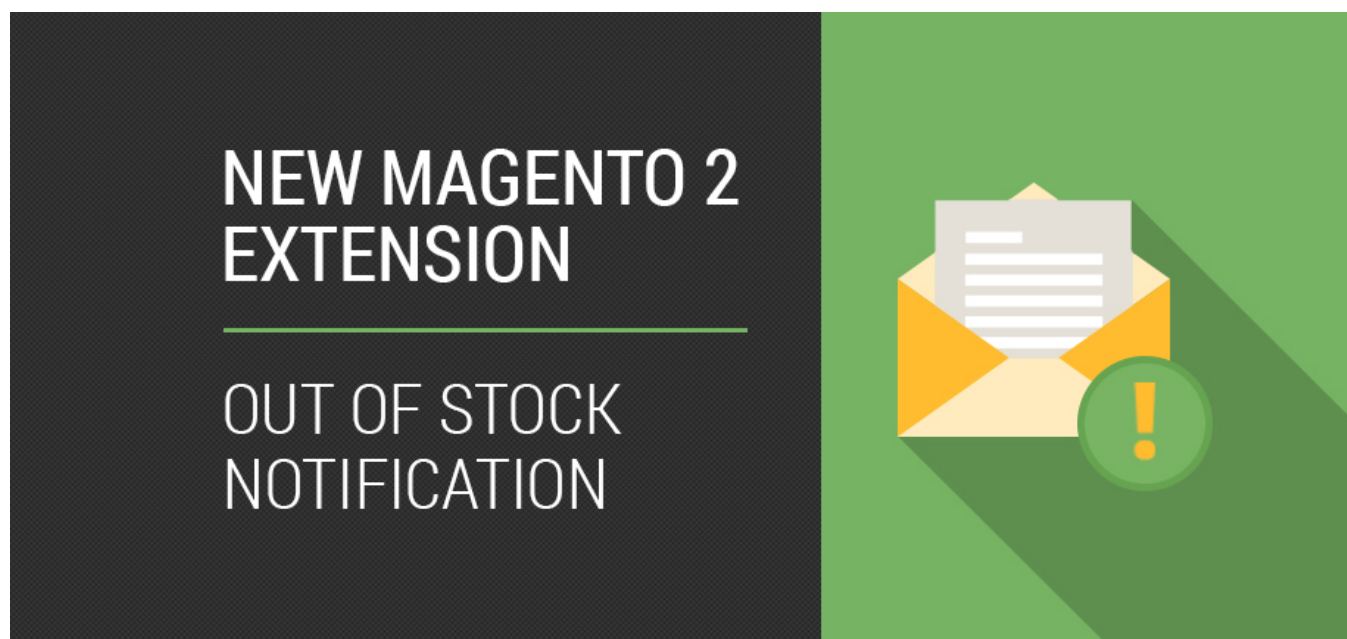 NEW MAGENTO 2
EXTENSION
OUT OF STOCK
NOTIFICATION